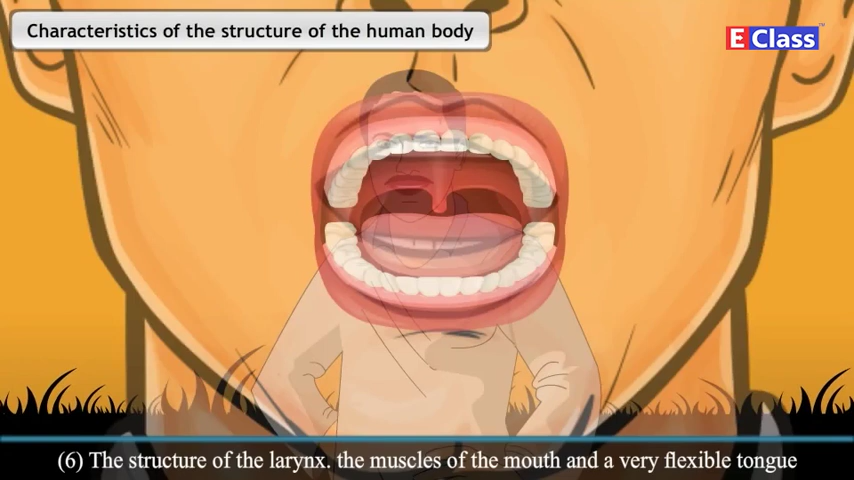 Characteristics of the structure of the human body
E Class™
(6) The structure of the larynx. the muscles of the mouth and a very flexible tongue